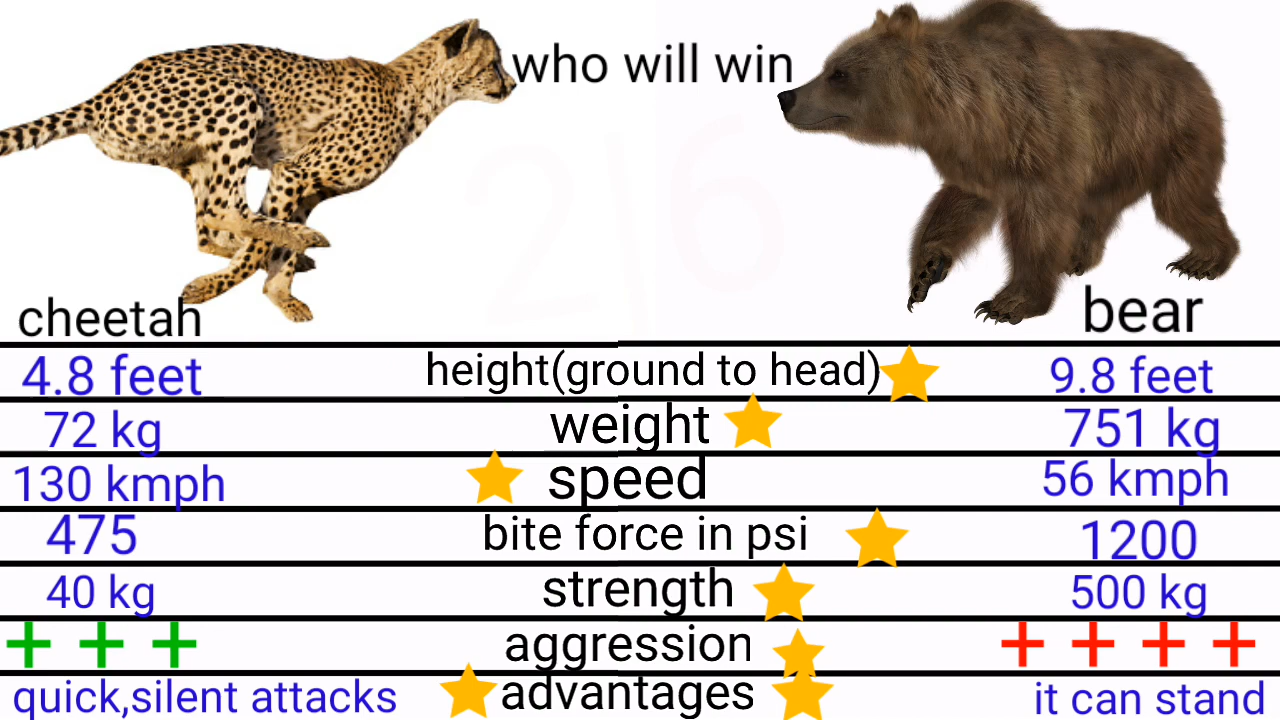 who will win
cheetah
bear
4.8 feet height(ground to head) 9.8 feet
72 kg weight 751 kg
130 kmph speed 56 kmph
475 bite force in psi 1200
40 kg strength 500 kg
+ + + aggression + + + +
quick,silent attacks advantages it can stand
2/6